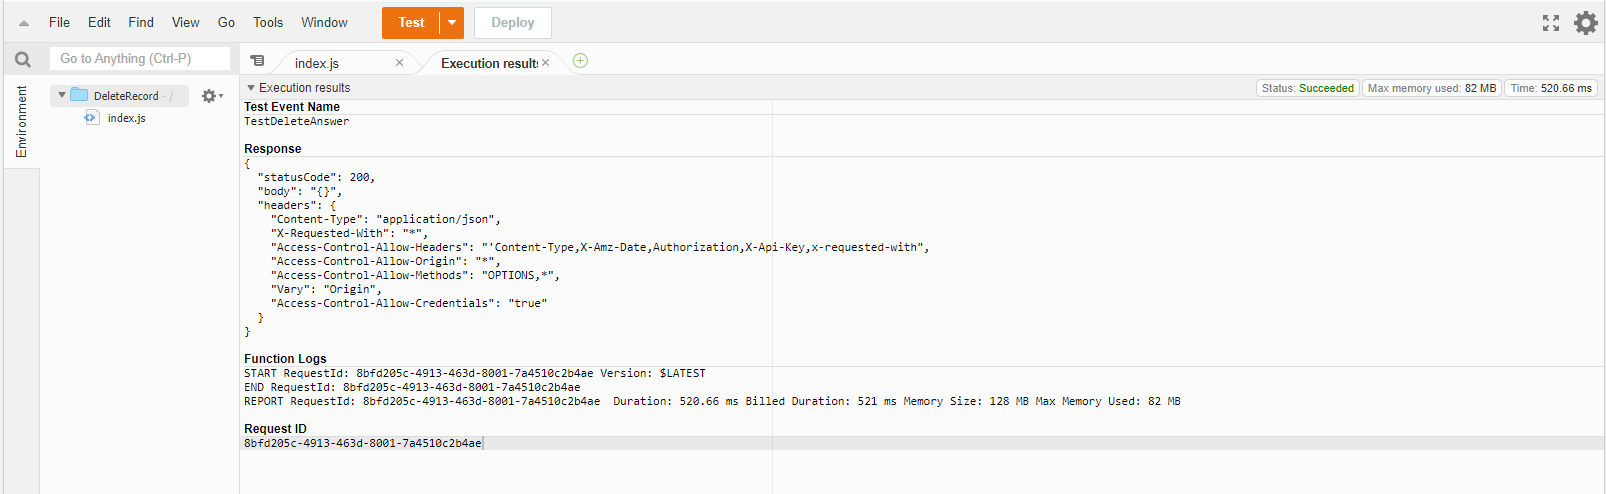 File Edit Find View Go Tools Window Test Deploy
Go to Anything (Ctrl-P)
index.js Execution results
Environment
Execution results Status: Succeeded Max memory used: 82 MB Time: 520.66 ms
DeleteRecord - /
index.js
Test Event Name
TestDeleteAnswer
Response
{
  "statusCode": 200,
  "body": "{}",
  "headers": {
    "Content-Type": "application/json",
    "X-Requested-With": "*",
    "Access-Control-Allow-Headers": "'Content-Type,X-Amz-Date,Authorization,X-Api-Key,x-requested-with",
    "Access-Control-Allow-Origin": "*",
    "Access-Control-Allow-Methods": "OPTIONS,*",
    "Vary": "Origin",
    "Access-Control-Allow-Credentials": "true"
  }
}
Function Logs
START RequestId: 8bfd205c-4913-463d-8001-7a4510c2b4ae Version: $LATEST
END RequestId: 8bfd205c-4913-463d-8001-7a4510c2b4ae
REPORT RequestId: 8bfd205c-4913-463d-8001-7a4510c2b4ae  Duration: 520.66 ms Billed Duration: 521 ms Memory Size: 128 MB Max Memory Used: 82 MB
Request ID
8bfd205c-4913-463d-8001-7a4510c2b4ae